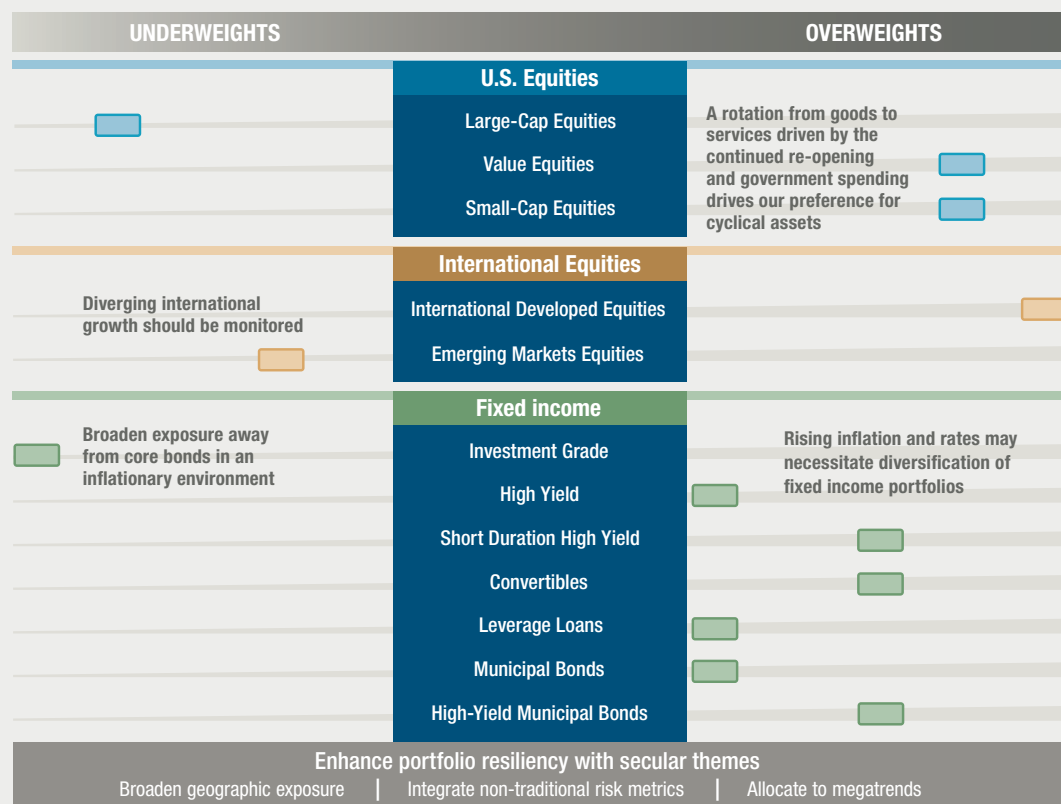 UNDERWEIGHTS
OVERWEIGHTS
U.S. Equities
Large-Cap Equities
Value Equities
Small-Cap Equities
A rotation from goods to
services driven by the
continued re-opening
and government spending
drives our preference for
cyclical assets
International Equities
Diverging international
growth should be monitored
International Developed Equities
Emerging Markets Equities
Fixed income
Broaden exposure away
from core bonds in an
inflationary environment
Investment Grade
High Yield
Short Duration High Yield
Convertibles
Leverage Loans
Municipal Bonds
High-Yield Municipal Bonds
Rising inflation and rates may
necessitate diversification of
fixed income portfolios
Enhance portfolio resiliency with secular themes
Broaden geographic exposure | Integrate non-traditional risk metrics | Allocate to megatrends